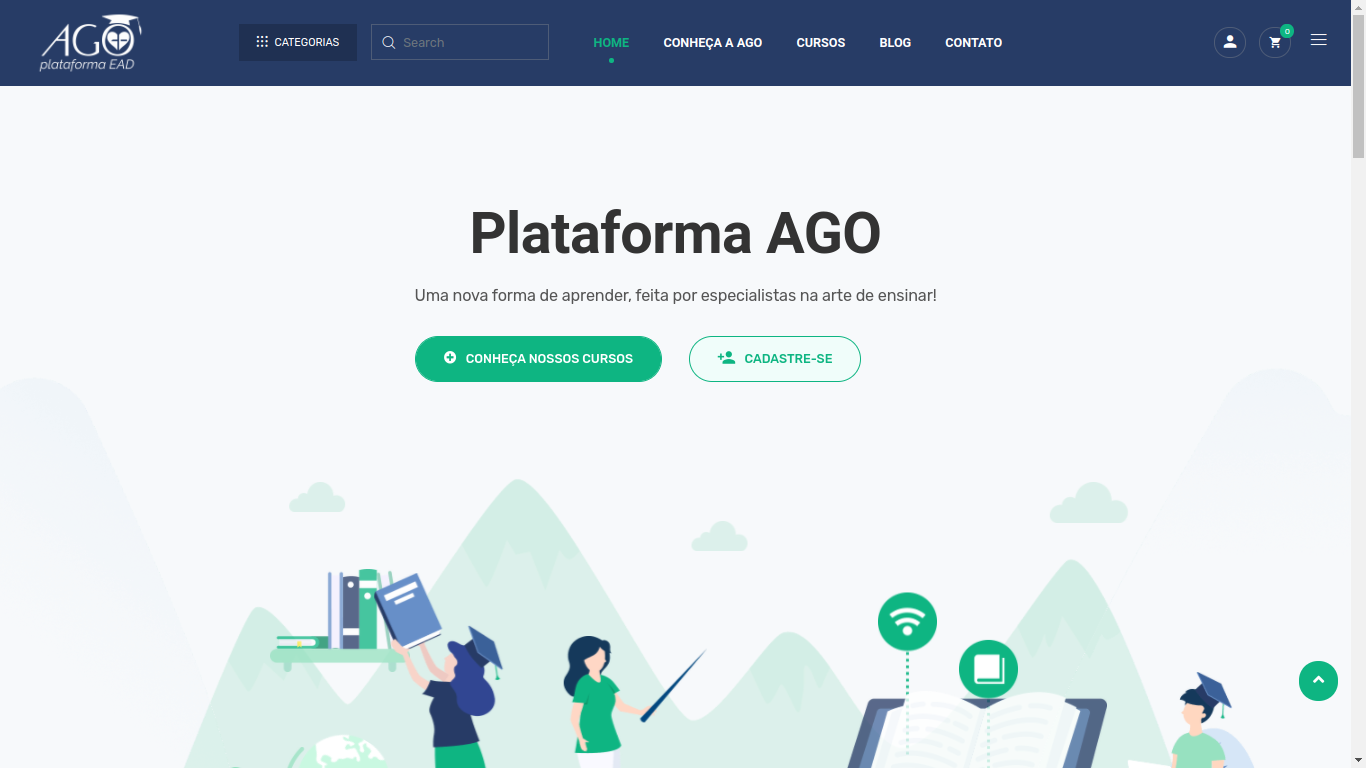 AGO
plataforma EAD
CATEGORIAS
Search
HOME
CONHEÇA A AGO
CURSOS
BLOG
CONTATO
0
Plataforma AGO
Uma nova forma de aprender, feita por especialistas na arte de ensinar!
CONHEÇA NOSSOS CURSOS
CADASTRE-SE